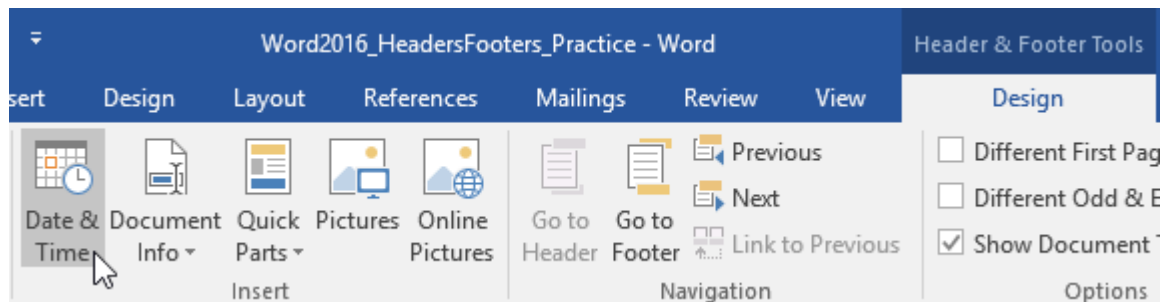 Word2016_HeadersFooters_Practice - Word
Header & Footer Tools
sert Design Layout References Mailings Review View Design
Date & Time
Document Info
Quick Parts
Pictures
Online Pictures
Insert
Go to Header
Go to Footer
Previous
Next
Link to Previous
Navigation
Different First Pag
Different Odd & E
Show Document T
Options